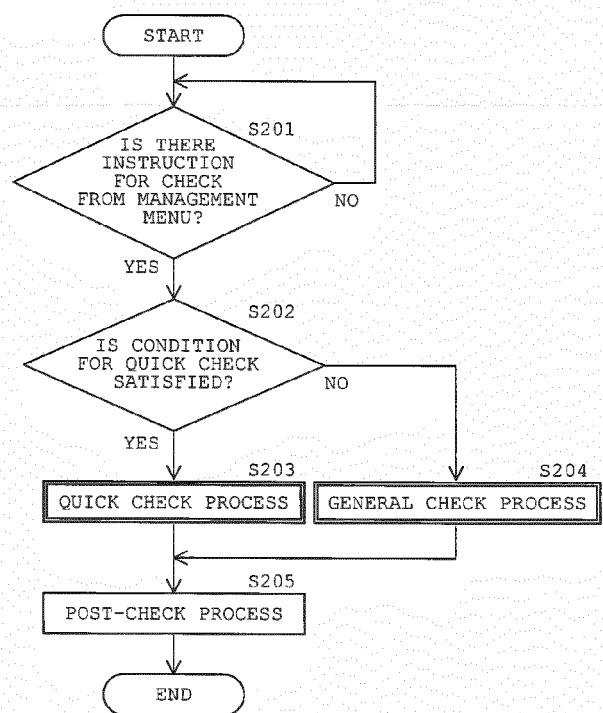 START
S201
IS THERE
INSTRUCTION
FOR CHECK
FROM MANAGEMENT
MENU?
NO
YES
S202
IS CONDITION
FOR QUICK CHECK
SATISFIED?
NO
YES
S203
S204
QUICK CHECK PROCESS
GENERAL CHECK PROCESS
S205
POST-CHECK PROCESS
END